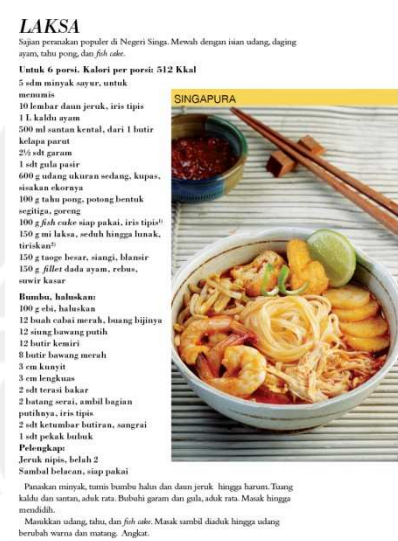 LAKSA
Sajian peranakan populer di Negeri Singa. Mewah dengan isian udang, daging
ayam, tahu pong, dan fish cake.
Untuk 6 porsi. Kalori per porsi: 512 Kkal
5 sdm minyak sayur, untuk
menumis
10 lembar daun jeruk, iris tipis
1 L kaldu ayam
500 ml santan kental, dari 1 butir
kelapa parut
2½ sdt garam
1 sdt gula pasir
600 g udang ukuran sedang, kupas,
sisakan ekornya
100 g tahu pong, potong bentuk
segitiga, goreng
100 g fish cake siap pakai, iris tipis¹⁾
150 g mi laksa, seduh hingga lunak,
tiriskan²⁾
150 g taoge besar, siangi, blansir
150 g fillet dada ayam, rebus,
suwir kasar
Bumbu, haluskan:
100 g ebi, haluskan
12 buah cabai merah, buang bijinya
12 siung bawang putih
12 butir kemiri
8 butir bawang merah
3 cm kunyit
3 cm lengkuas
2 sdt terasi bakar
2 batang serai, ambil bagian
putihnya, iris tipis
2 sdt ketumbar butiran, sangrai
1 sdt pekak bubuk
Pelengkap:
Jeruk nipis, belah 2
Sambal belacan, siap pakai
SINGAPURA
Panaskan minyak, tumis bumbu halus dan daun jeruk hingga harum. Tuang
kaldu dan santan, aduk rata. Bubuhi garam dan gula, aduk rata. Masak hingga
mendidih.
Masukkan udang, tahu, dan fish cake. Masak sambil diaduk hingga udang
berubah warna dan matang. Angkat.